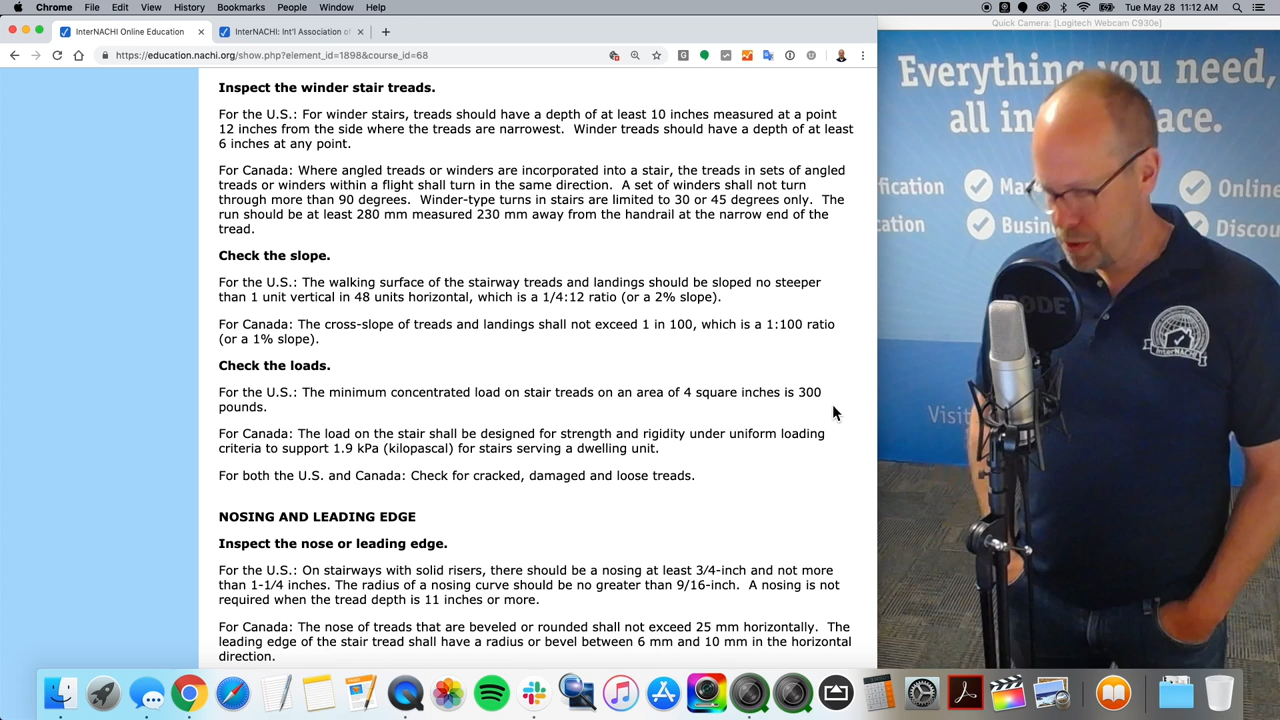 Chrome File Edit View History Bookmarks People Window Help
Tue May 28 11:12 AM
Quick Camera: [Logitech Webcam C930e]
InterNACHI Online Education
InterNACHI: Int'l Association of
https://education.nachi.org/show.php?element_id=1898&course_id=68
Inspect the winder stair treads.
For the U.S.: For winder stairs, treads should have a depth of at least 10 inches measured at a point
12 inches from the side where the treads are narrowest. Winder treads should have a depth of at least
6 inches at any point.
For Canada: Where angled treads or winders are incorporated into a stair, the treads in sets of angled
treads or winders within a flight shall turn in the same direction. A set of winders shall not turn
through more than 90 degrees. Winder-type turns in stairs are limited to 30 or 45 degrees only. The
run should be at least 280 mm measured 230 mm away from the handrail at the narrow end of the
tread.
Check the slope.
For the U.S.: The walking surface of the stairway treads and landings should be sloped no steeper
than 1 unit vertical in 48 units horizontal, which is a 1/4:12 ratio (or a 2% slope).
For Canada: The cross-slope of treads and landings shall not exceed 1 in 100, which is a 1:100 ratio
(or a 1% slope).
Check the loads.
For the U.S.: The minimum concentrated load on stair treads on an area of 4 square inches is 300
pounds.
For Canada: The load on the stair shall be designed for strength and rigidity under uniform loading
criteria to support 1.9 kPa (kilopascal) for stairs serving a dwelling unit.
For both the U.S. and Canada: Check for cracked, damaged and loose treads.
NOSING AND LEADING EDGE
Inspect the nose or leading edge.
For the U.S.: On stairways with solid risers, there should be a nosing at least 3/4-inch and not more
than 1-1/4 inches. The radius of a nosing curve should be no greater than 9/16-inch. A nosing is not
required when the tread depth is 11 inches or more.
For Canada: The nose of treads that are beveled or rounded shall not exceed 25 mm horizontally. The
leading edge of the stair tread shall have a radius or bevel between 6 mm and 10 mm in the horizontal
direction.
Everything you need,
all in
ace.
fication
Ma
Online
cation
Busin
Discou
RØDE
InterNACHI
Visit